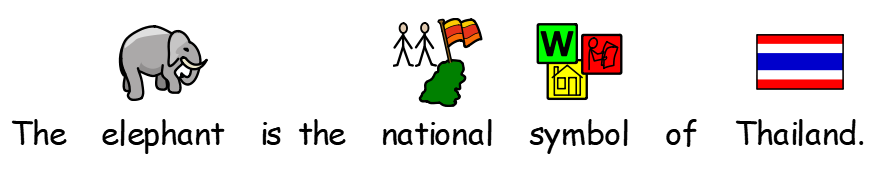 W
The elephant is the national symbol of Thailand.